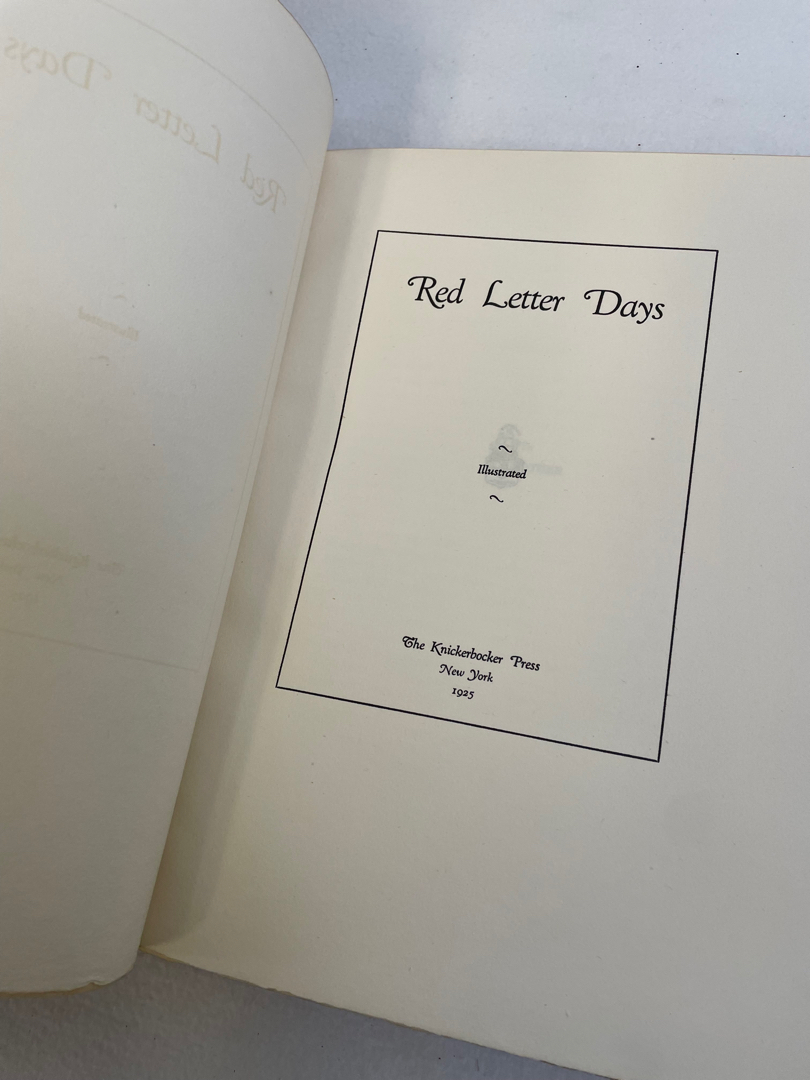 Red Letter Days
~
Illustrated
~
The Knickerbocker Press
New York
1925